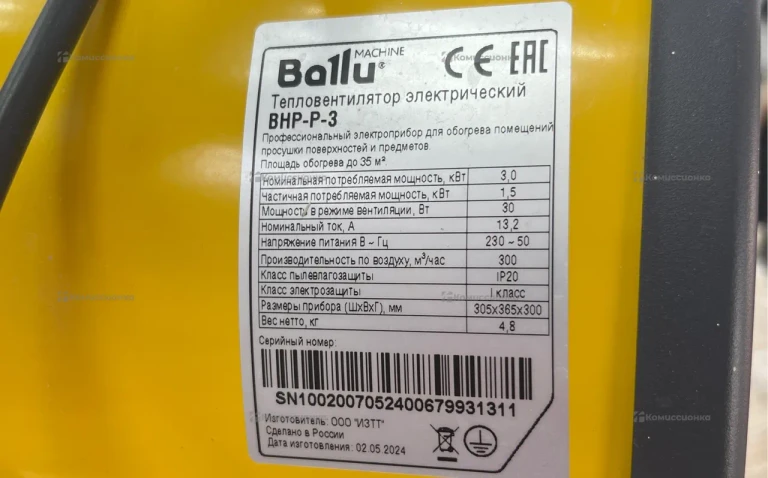 Комиссионко
MACHINE
Ballu® CE EAC
Тепловентилятор электрический
BHP-P-3
Профессиональный электроприбор для обогрева помещений
просушки поверхностей и предметов
Площадь обогрева до 35 м².
Номинальная потребляемая мощность, кВт 3,0
Частичная потребляемая мощность, кВт 1,5
Мощность в режиме вентиляции, Вт 30
Номинальный ток, А 13,2
Напряжение питания В ~ Гц 230 ~ 50
Производительность по воздуху, м³/час 300
Класс пылевлагозащиты IP20
Класс электрозащиты I класс
Размеры прибора (ШхВхГ), мм 305х365х300
Вес нетто, кг 4,8
Серийный номер:
SN1002007052400679931311
Изготовитель: ООО "ИЗТТ"
Сделано в России
Дата изготовления: 02.05.2024
Комиссионко